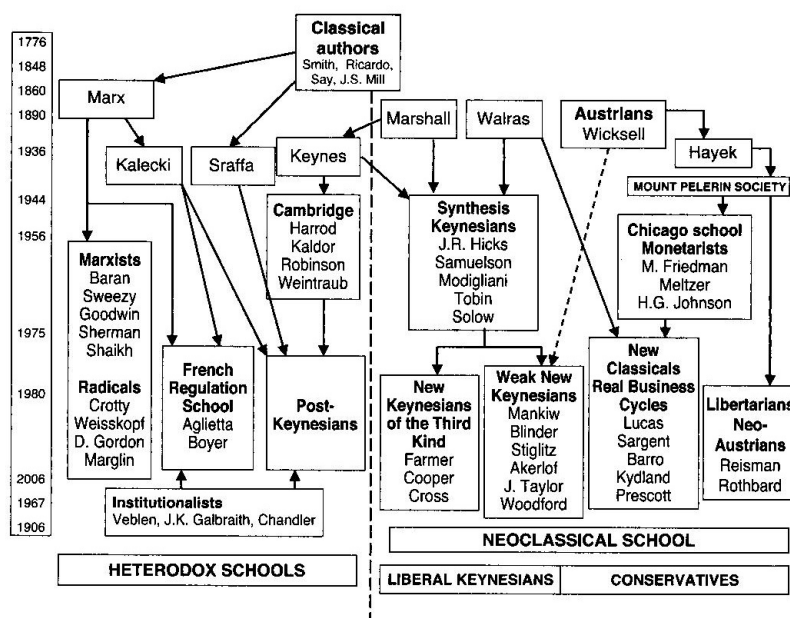 1776
1848
1860
1890
1936
1944
1956
1975
1980
2006
1967
1906
Classical
authors
Smith, Ricardo,
Say, J.S. Mill
Marx
Kalecki
Sraffa
Keynes
Marshall
Walras
Austrians
Wicksell
Hayek
MOUNT PELERIN SOCIETY
Cambridge
Harrod
Kaldor
Robinson
Weintraub
Synthesis
Keynesians
J.R. Hicks
Samuelson
Modigliani
Tobin
Solow
Chicago school
Monetarists
M. Friedman
Meltzer
H.G. Johnson
Marxists
Baran
Sweezy
Goodwin
Sherman
Shaikh
Radicals
Crotty
Weisskopf
D. Gordon
Marglin
French
Regulation
School
Aglietta
Boyer
Post-
Keynesians
New
Keynesians
of the Third
Kind
Farmer
Cooper
Cross
Weak New
Keynesians
Mankiw
Blinder
Stiglitz
Akerlof
J. Taylor
Woodford
New
Classicals
Real Business
Cycles
Lucas
Sargent
Barro
Kydland
Prescott
Libertarians
Neo-
Austrians
Reisman
Rothbard
Institutionalists
Veblen, J.K. Galbraith, Chandler
NEOCLASSICAL SCHOOL
HETERODOX SCHOOLS
LIBERAL KEYNESIANS
CONSERVATIVES